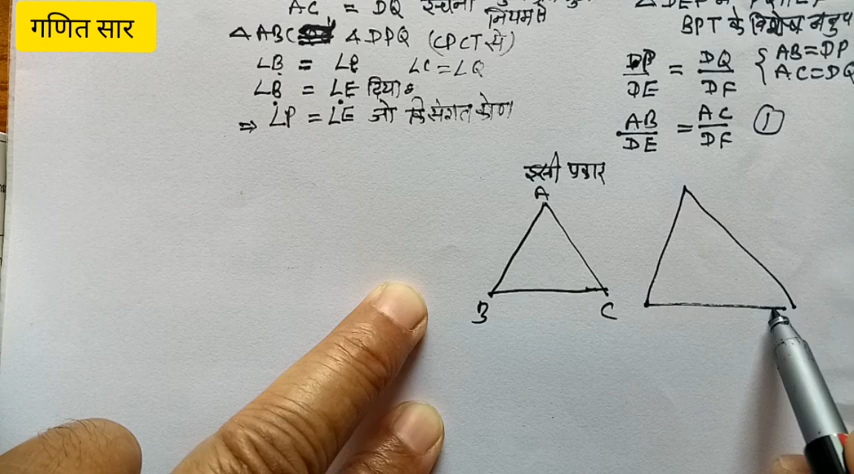 गणित सार
AC = DQ रचना
नियम से
△ABC △DPQ (CPCT से)
∠B = ∠P ∠C = ∠Q
∠B = ∠E दिया है
⇒ ∠P = ∠E जो कि संगत कोण
△DEF में
BPT के
DP/DE = DQ/DF { AB=DP
AC=DQ
AB/DE = AC/DF ①
इसी प्रकार
A
B C